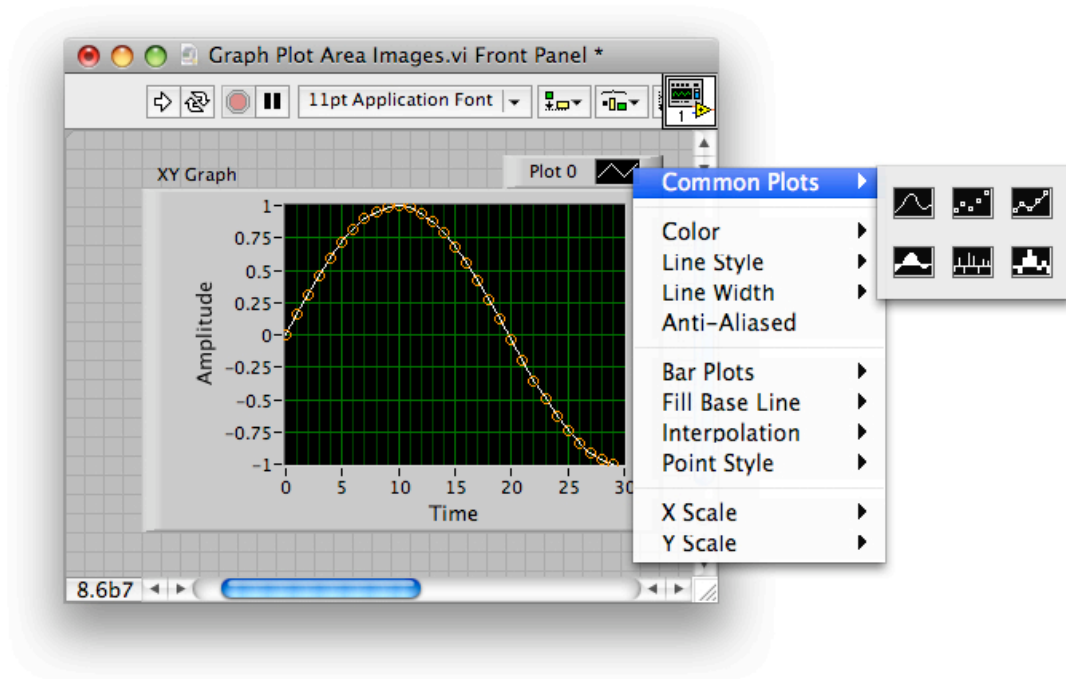 Graph Plot Area Images.vi Front Panel *
11pt Application Font
1
XY Graph
Plot 0
1
0.75
0.5
0.25
0
-0.25
-0.5
-0.75
-1
Amplitude
0 5 10 15 20 25 30
Time
8.6b7
Common Plots
Color
Line Style
Line Width
Anti-Aliased
Bar Plots
Fill Base Line
Interpolation
Point Style
X Scale
Y Scale